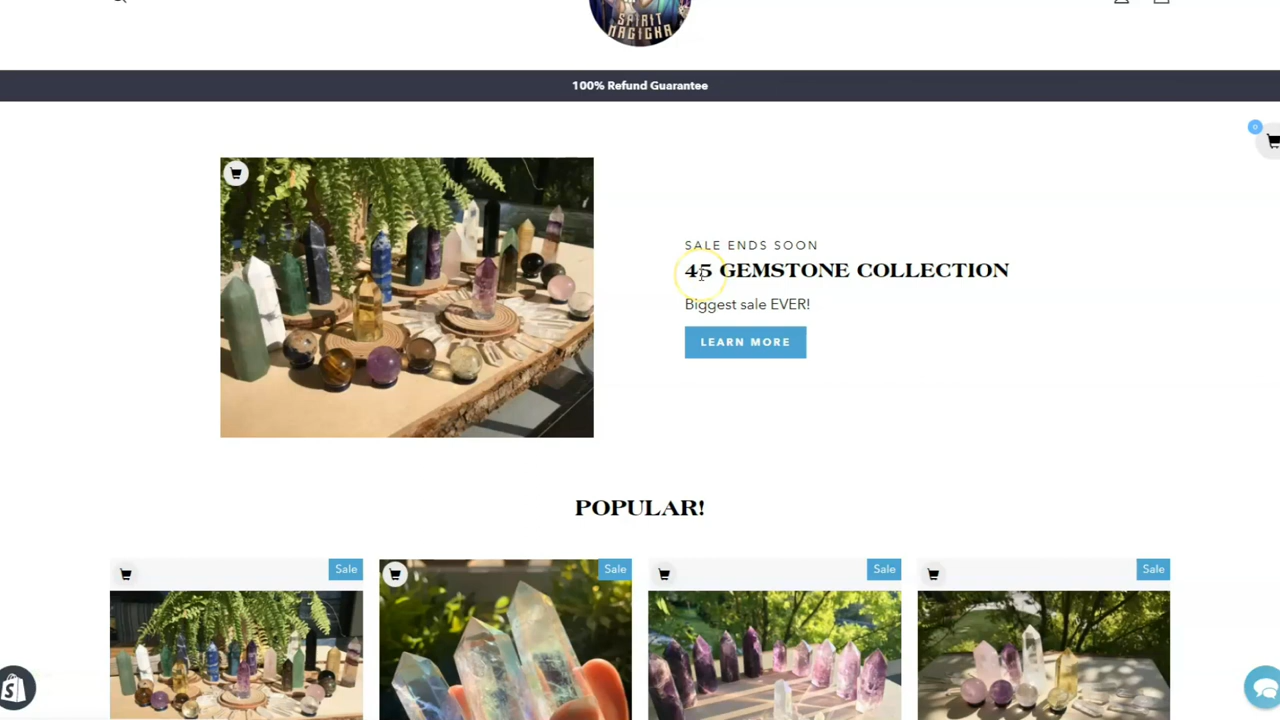 SPIRIT
MAGICKA
100% Refund Guarantee
0
SALE ENDS SOON
45 GEMSTONE COLLECTION
Biggest sale EVER!
LEARN MORE
POPULAR!
Sale
Sale
Sale
Sale